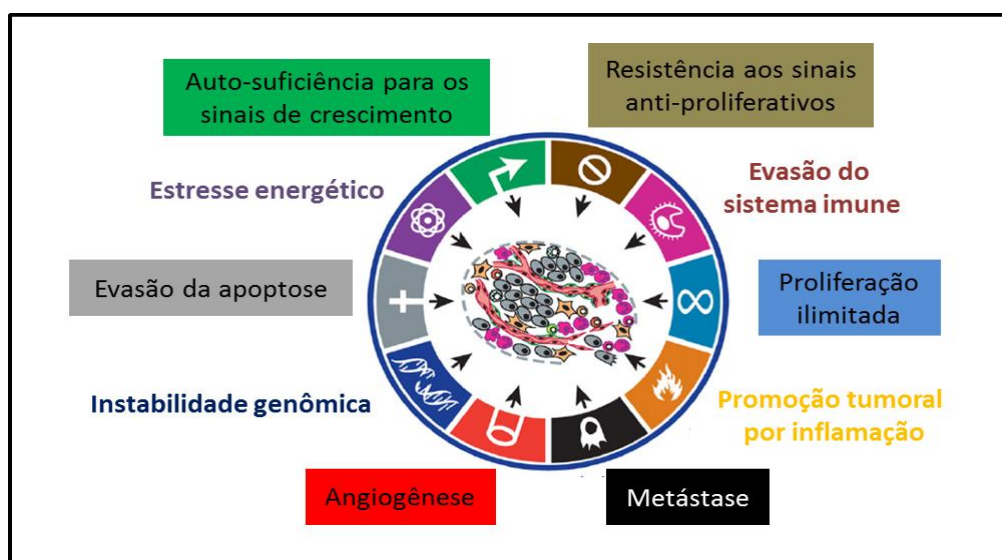 Auto-suficiência para os
sinais de crescimento
Resistência aos sinais
anti-proliferativos
Estresse energético
Evasão do
sistema imune
Evasão da apoptose
Proliferação
ilimitada
Instabilidade genômica
Promoção tumoral
por inflamação
Angiogênese
Metástase